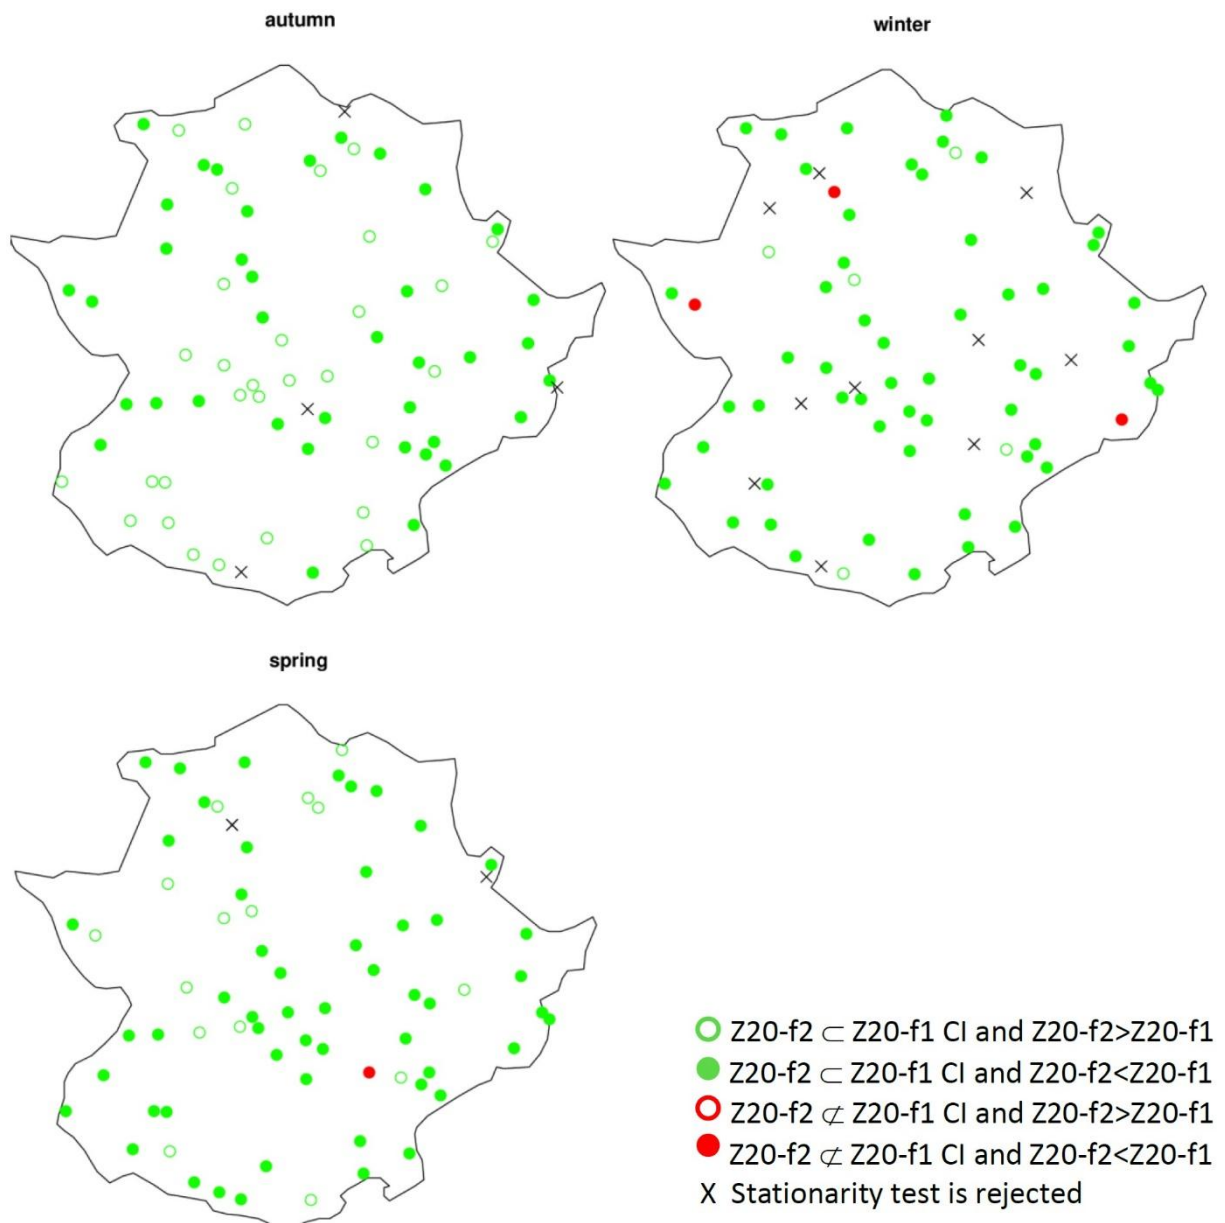 autumn
winter
spring
Z20-f2 ⊂ Z20-f1 CI and Z20-f2>Z20-f1
Z20-f2 ⊂ Z20-f1 CI and Z20-f2<Z20-f1
Z20-f2 ⊄ Z20-f1 CI and Z20-f2>Z20-f1
Z20-f2 ⊄ Z20-f1 CI and Z20-f2<Z20-f1
X Stationarity test is rejected